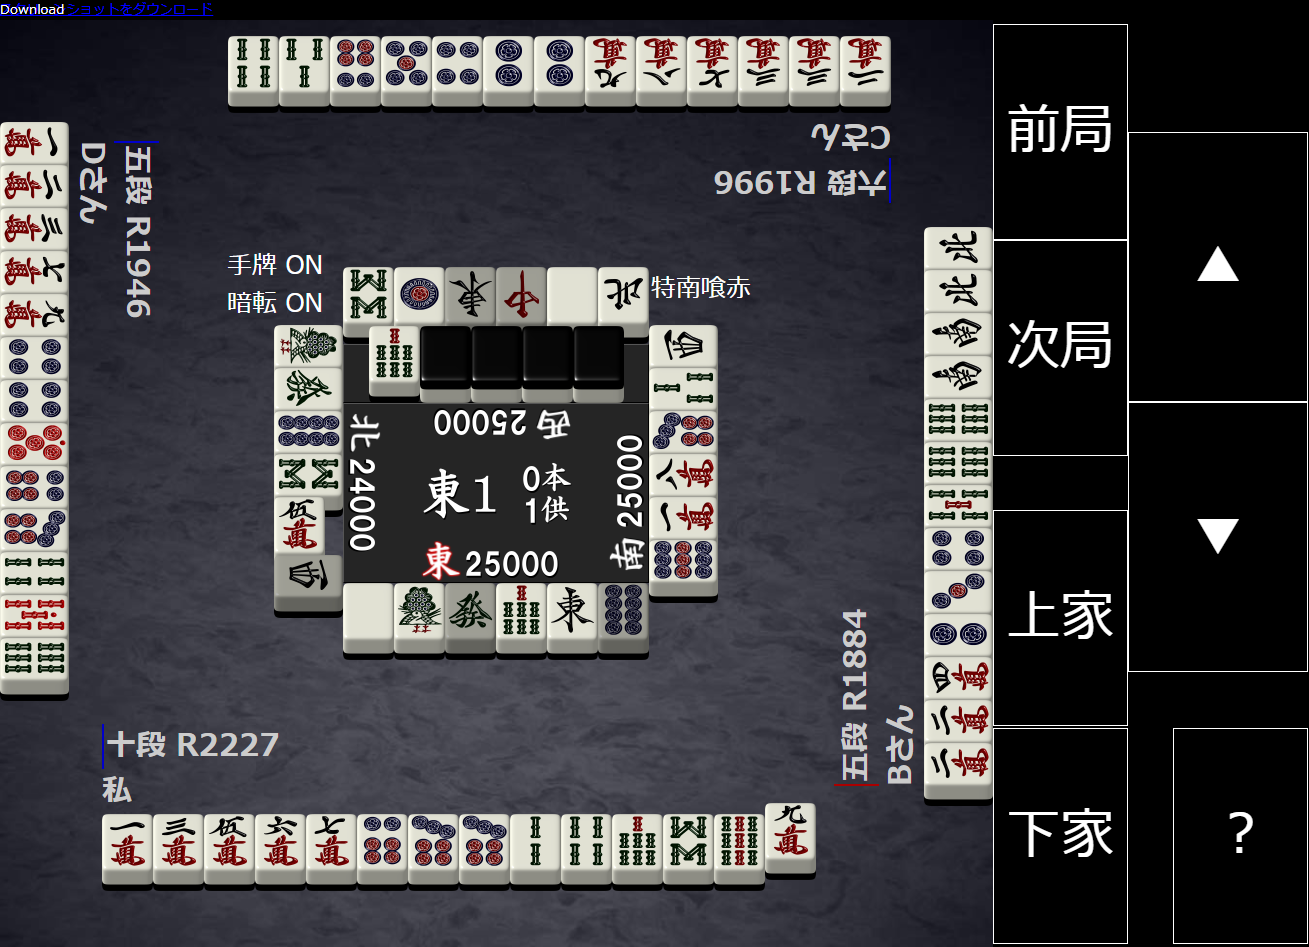 Download ショットをダウンロード
Cさん
六段 R1996
Dさん
五段 R1946
手牌 ON
暗転 ON
特南喰赤
西 25000
北 24000
東1
0本
1供
南 25000
東 25000
十段 R2227
私
五段 R1884
Bさん
前局
次局
上家
下家
▲
▼
?